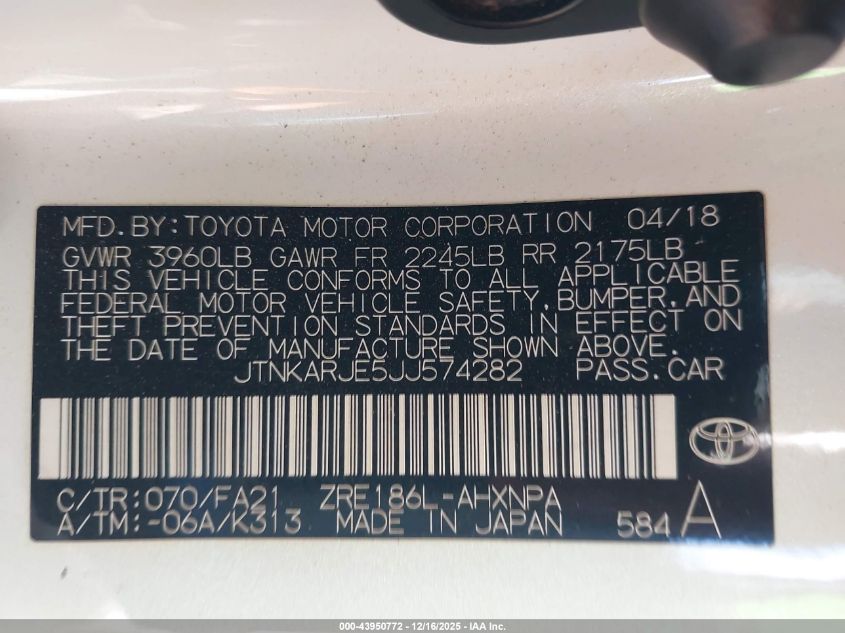 MFD.BY:TOYOTA MOTOR CORPORATION 04/18
GVWR 3960LB GAWR FR 2245LB RR 2175LB
THIS VEHICLE CONFORMS TO ALL APPLICABLE
FEDERAL MOTOR VEHICLE SAFETY,BUMPER,AND
THEFT PREVENTION STANDARDS IN EFFECT ON
THE DATE OF MANUFACTURE SHOWN ABOVE.
JTNKARJE5JJ574282 PASS.CAR
C/TR:070/FA21 ZRE186L-AHXNPA
A/TM:-06A/K313 MADE IN JAPAN 584 A
000-43950772 - 12/16/2025 - IAA Inc.